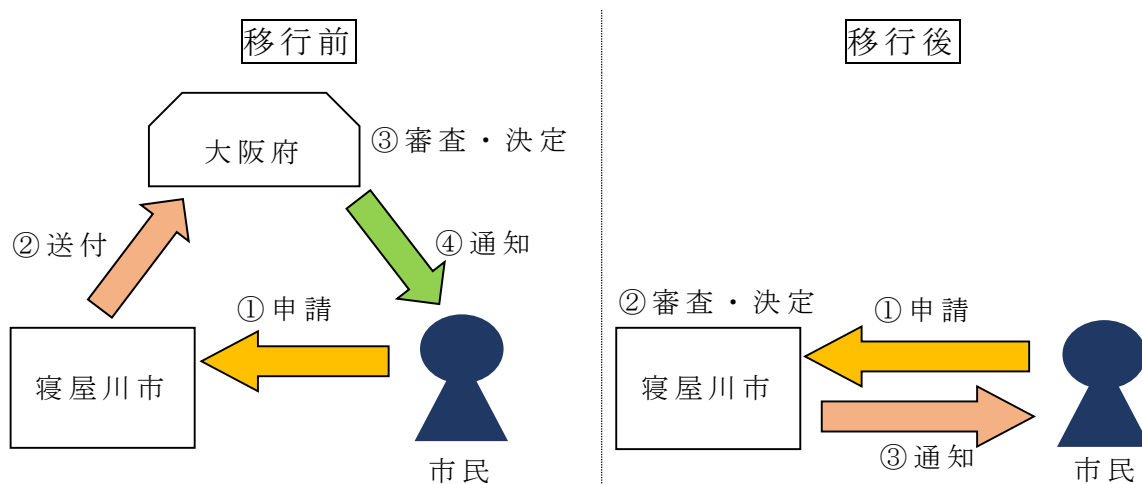 移行前
大阪府
③審査・決定
②送付
④通知
①申請
寝屋川市
市民
移行後
②審査・決定
①申請
寝屋川市
③通知
市民